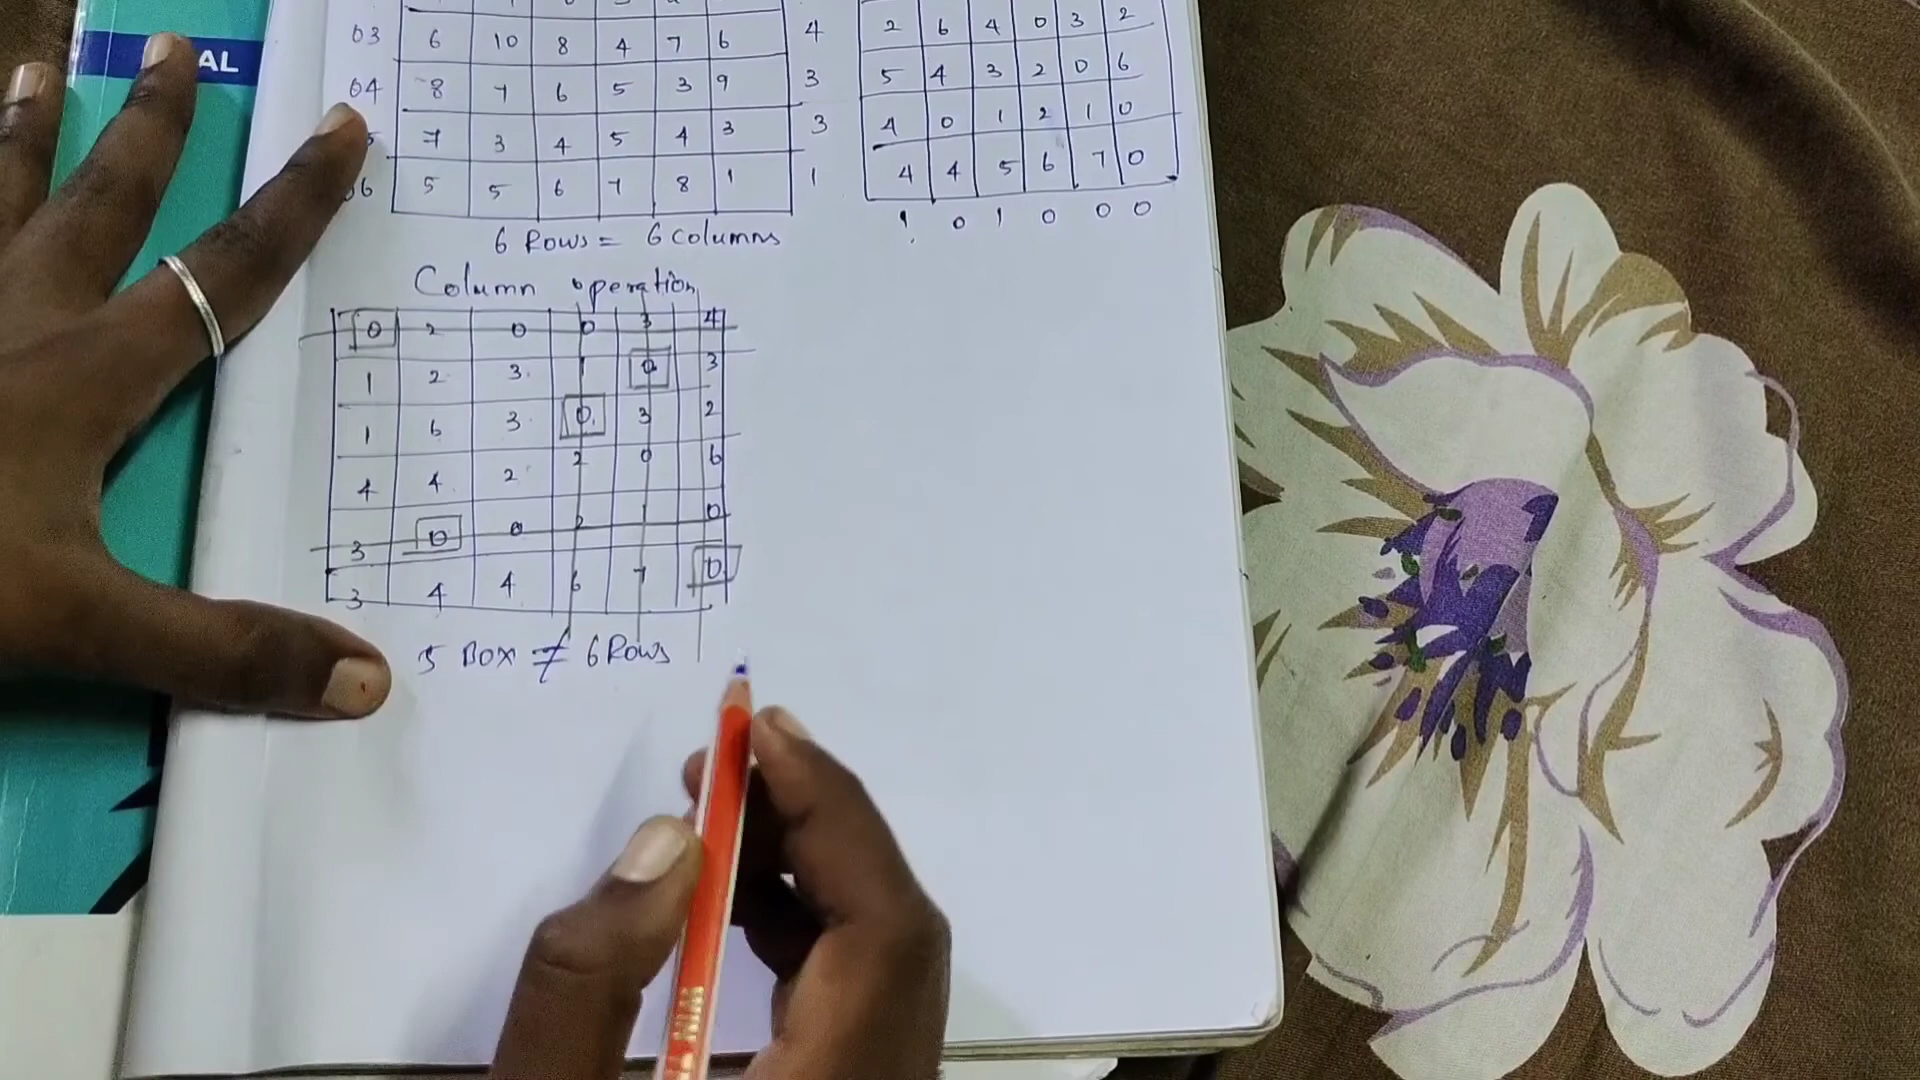 AL
03 6 10 8 4 7 6 4
04 8 7 6 5 3 9 3
5 7 3 4 5 4 3 3
06 5 5 6 7 8 1 1
6 Rows = 6 Columns
2 6 4 0 3 2
5 4 3 2 0 6
4 0 1 2 1 0
4 4 5 6 7 0
1 0 1 0 0 0
Column operation
0 2 0 0 3 4
1 2 3 1 0 3
1 6 3 0 3 2
4 4 2 2 0 6
3 0 0 2 1 0
3 4 4 6 7 0
5 Box ≠ 6 Rows
WIN